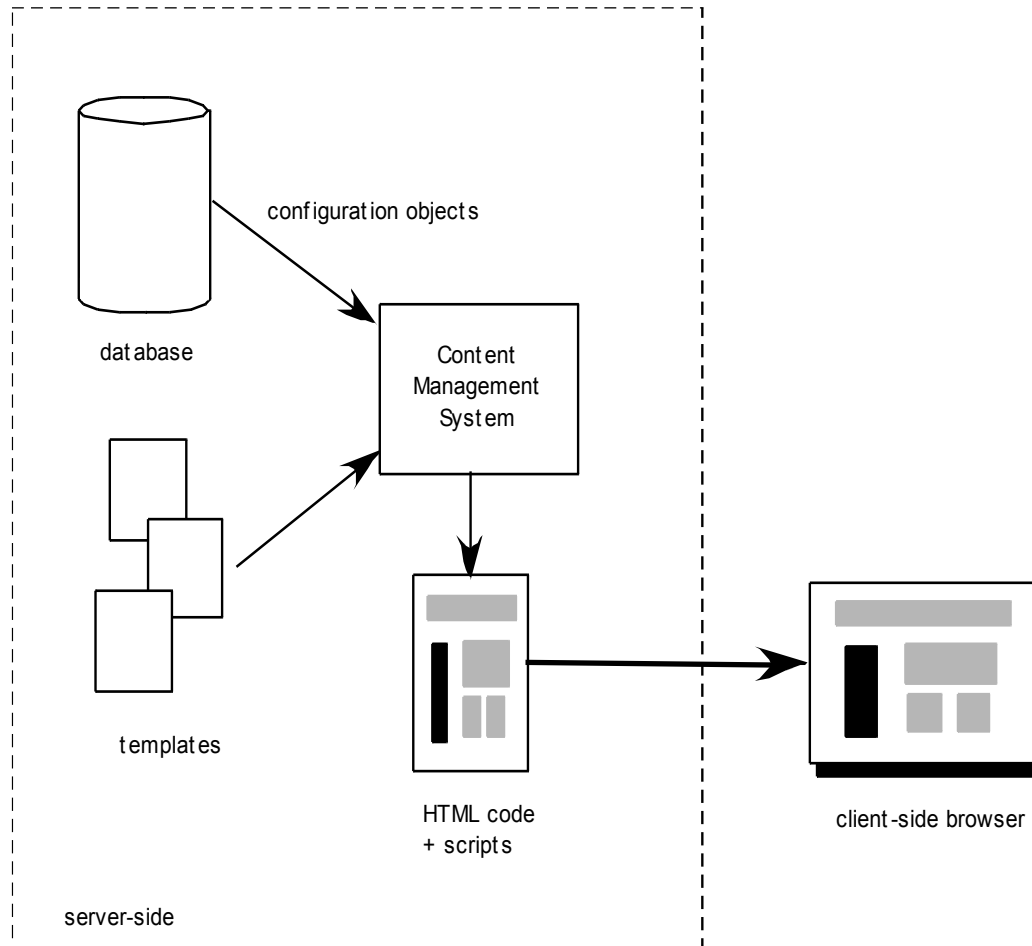 configuration objects
database
Content
Management
System
templates
HTML code
+ scripts
client-side browser
server-side